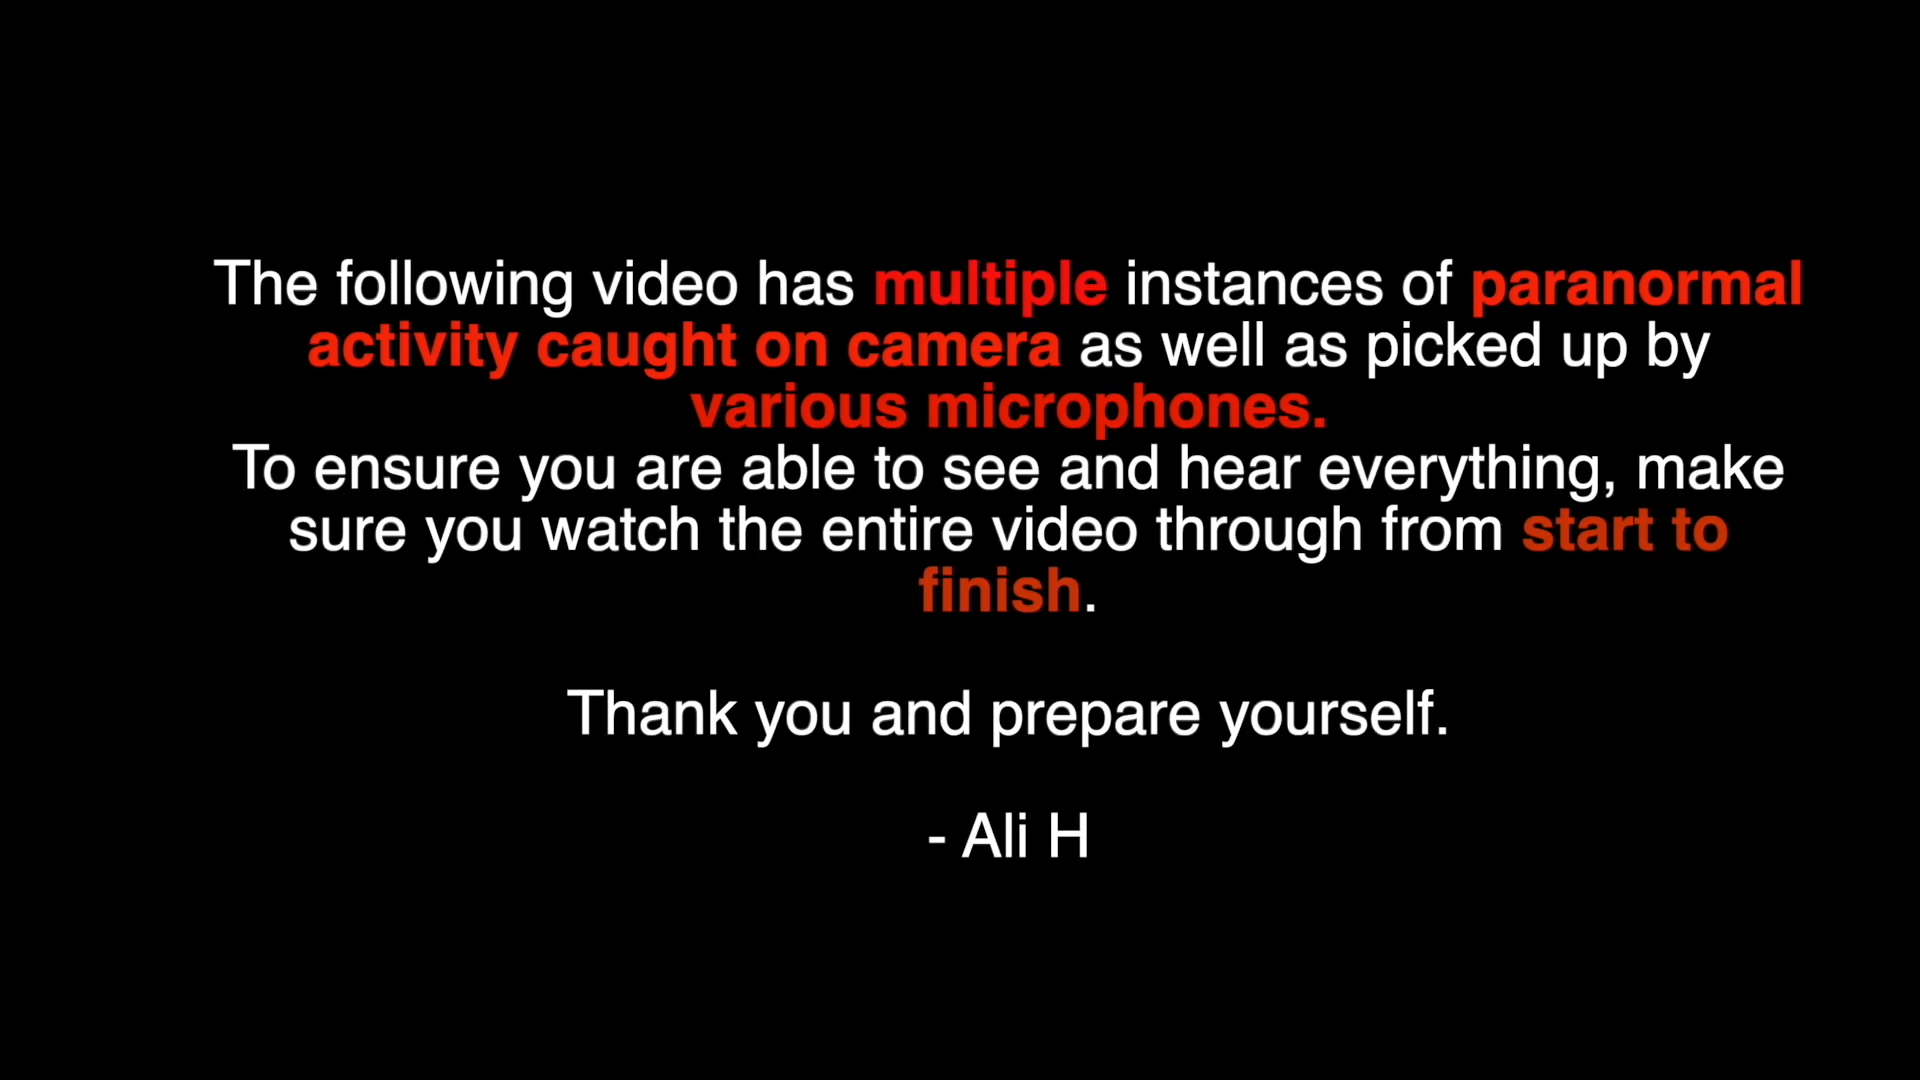 The following video has multiple instances of paranormal
activity caught on camera as well as picked up by
various microphones.
To ensure you are able to see and hear everything, make
sure you watch the entire video through from start to
finish.
Thank you and prepare yourself.
- Ali H